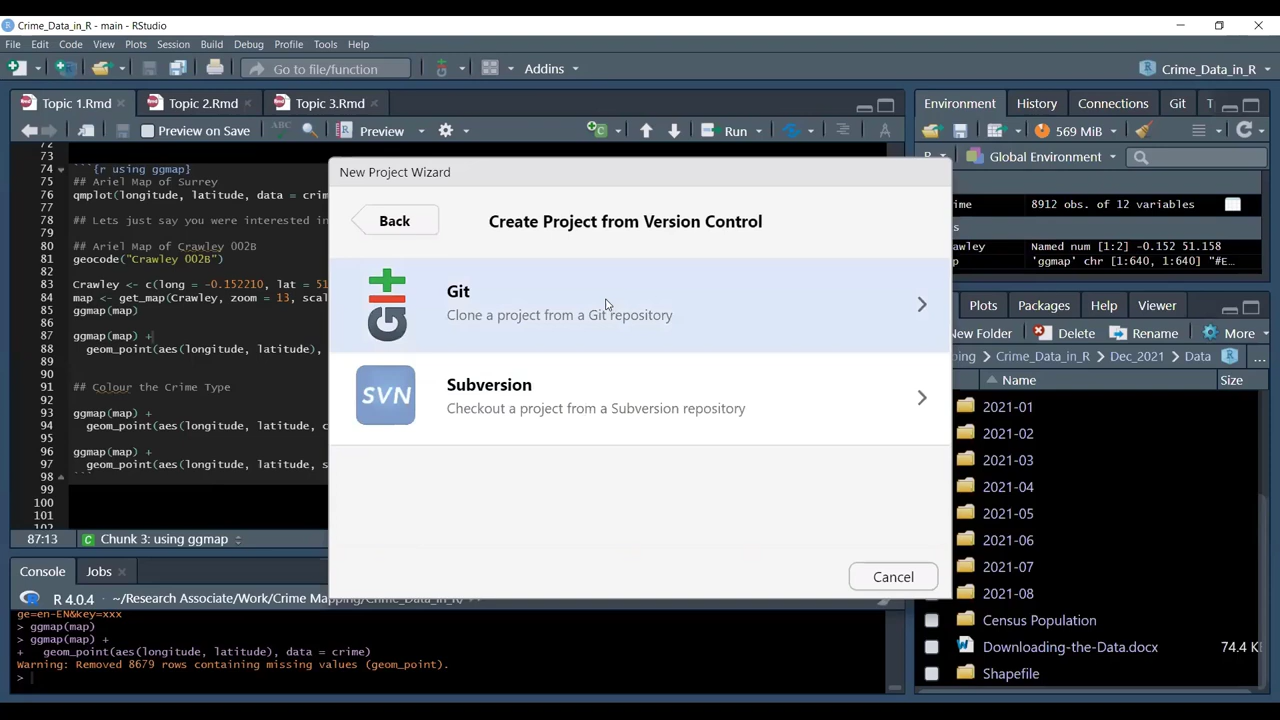 Crime_Data_in_R - main - RStudio
File Edit Code View Plots Session Build Debug Profile Tools Help
Go to file/function
Addins
Crime_Data_in_R
Topic 1.Rmd
Topic 2.Rmd
Topic 3.Rmd
Environment
History
Connections
Git
T
Preview on Save
ABC
Preview
Run
569 MiB
R
Global Environment
72
73
74 ```{r using ggmap}
75 ## Ariel Map of Surrey
76 qmplot(longitude, latitude, data = crim
77
78 ## Lets just say you were interested in
79
80 ## Ariel Map of Crawley 002B
81 geocode("Crawley 002B")
82
83 Crawley <- c(long = -0.152210, lat = 51
84 map <- get_map(Crawley, zoom = 13, scal
85 ggmap(map)
86
87 ggmap(map) +
88 geom_point(aes(longitude, latitude),
89
90
91 ## Colour the Crime Type
92
93 ggmap(map) +
94 geom_point(aes(longitude, latitude, c
95
96 ggmap(map) +
97 geom_point(aes(longitude, latitude, s
98 ```
99
100
101
102
87:13
Chunk 3: using ggmap
New Project Wizard
Back
Create Project from Version Control
Git
Git
Clone a project from a Git repository
SVN
Subversion
Checkout a project from a Subversion repository
Cancel
ime 8912 obs. of 12 variables
s
awley Named num [1:2] -0.152 51.158
p 'ggmap' chr [1:640, 1:640] "#E…
Plots
Packages
Help
Viewer
ew Folder
Delete
Rename
More
ping
Crime_Data_in_R
Dec_2021
Data
...
Name
Size
2021-01
2021-02
2021-03
2021-04
2021-05
2021-06
2021-07
2021-08
Census Population
Downloading-the-Data.docx 74.4 KB
Shapefile
Console
Jobs
R 4.0.4 · ~/Research Associate/Work/Crime Mapping/Crime_Data_in_R/
ge=en-EN&key=xxx
> ggmap(map)
> ggmap(map) +
+ geom_point(aes(longitude, latitude), data = crime)
Warning: Removed 8679 rows containing missing values (geom_point).
>